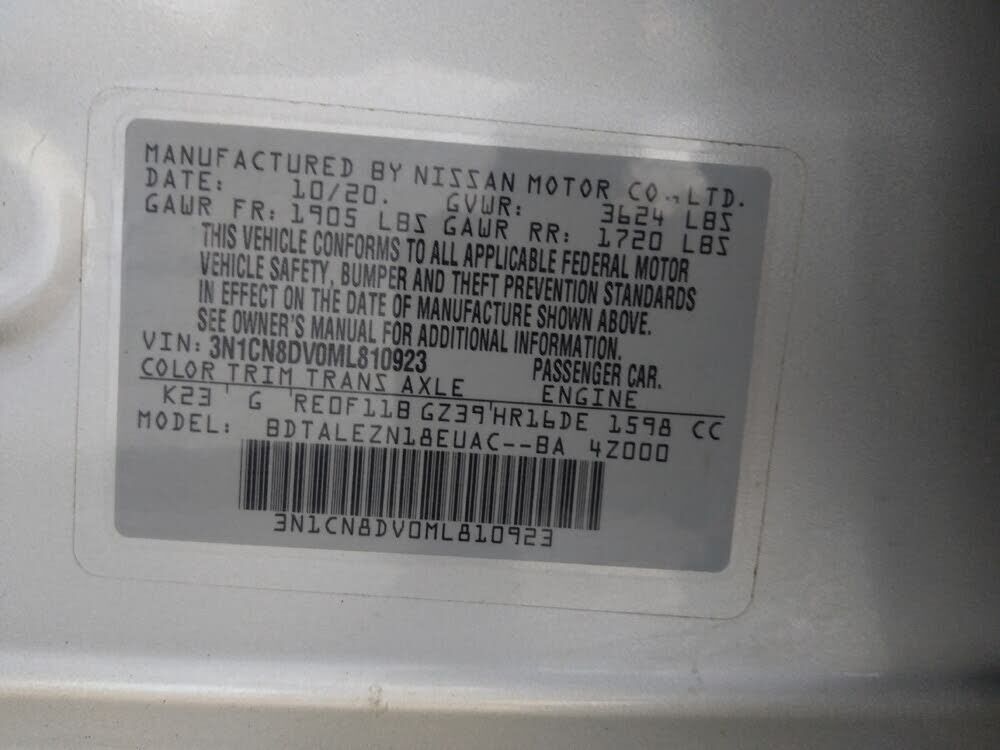 MANUFACTURED BY NISSAN MOTOR CO.,LTD.
DATE: 10/20. GVWR: 3624 LBS
GAWR FR: 1905 LBS GAWR RR: 1720 LBS
THIS VEHICLE CONFORMS TO ALL APPLICABLE FEDERAL MOTOR
VEHICLE SAFETY, BUMPER AND THEFT PREVENTION STANDARDS
IN EFFECT ON THE DATE OF MANUFACTURE SHOWN ABOVE.
SEE OWNER'S MANUAL FOR ADDITIONAL INFORMATION.
VIN: 3N1CN8DV0ML810923 PASSENGER CAR.
COLOR TRIM TRANS AXLE ENGINE
K23 G RE0F11B GZ39 HR16DE 1598 CC
MODEL: BDTALEZN18EUAC--BA 4Z000
3N1CN8DV0ML810923